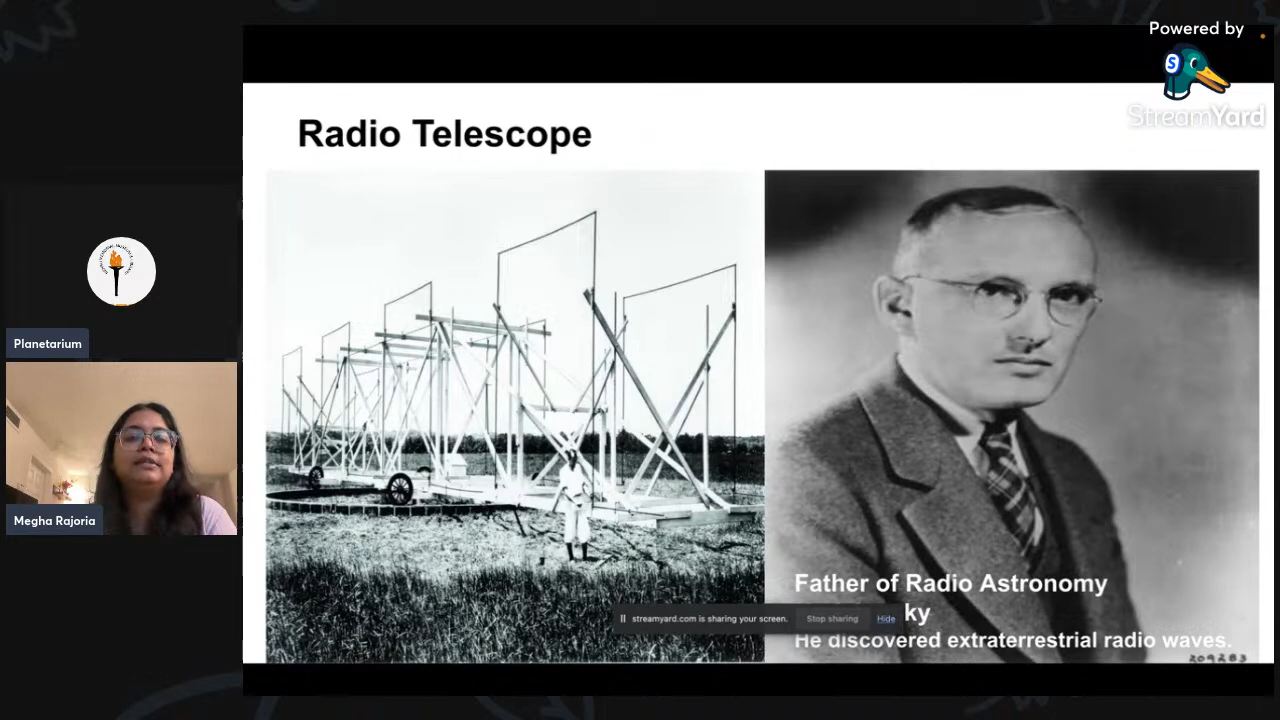 Powered by
StreamYard
Radio Telescope
Planetarium
Megha Rajoria
Father of Radio Astronomy
ky
He discovered extraterrestrial radio waves.
streamyard.com is sharing your screen. Stop sharing Hide
209283